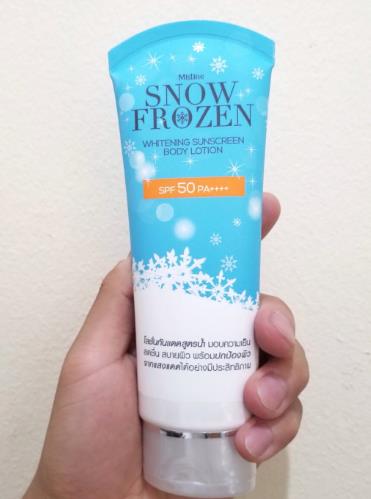 Mistine
SNOW
FROZEN
WHITENING SUNSCREEN
BODY LOTION
SPF 50 PA++++
โลชั่นกันแดดสูตรน้ำ มอบความเย็น
สดชื่น สบายผิว พร้อมปกป้องผิว
จากแสงแดดได้อย่างมีประสิทธิภาพ